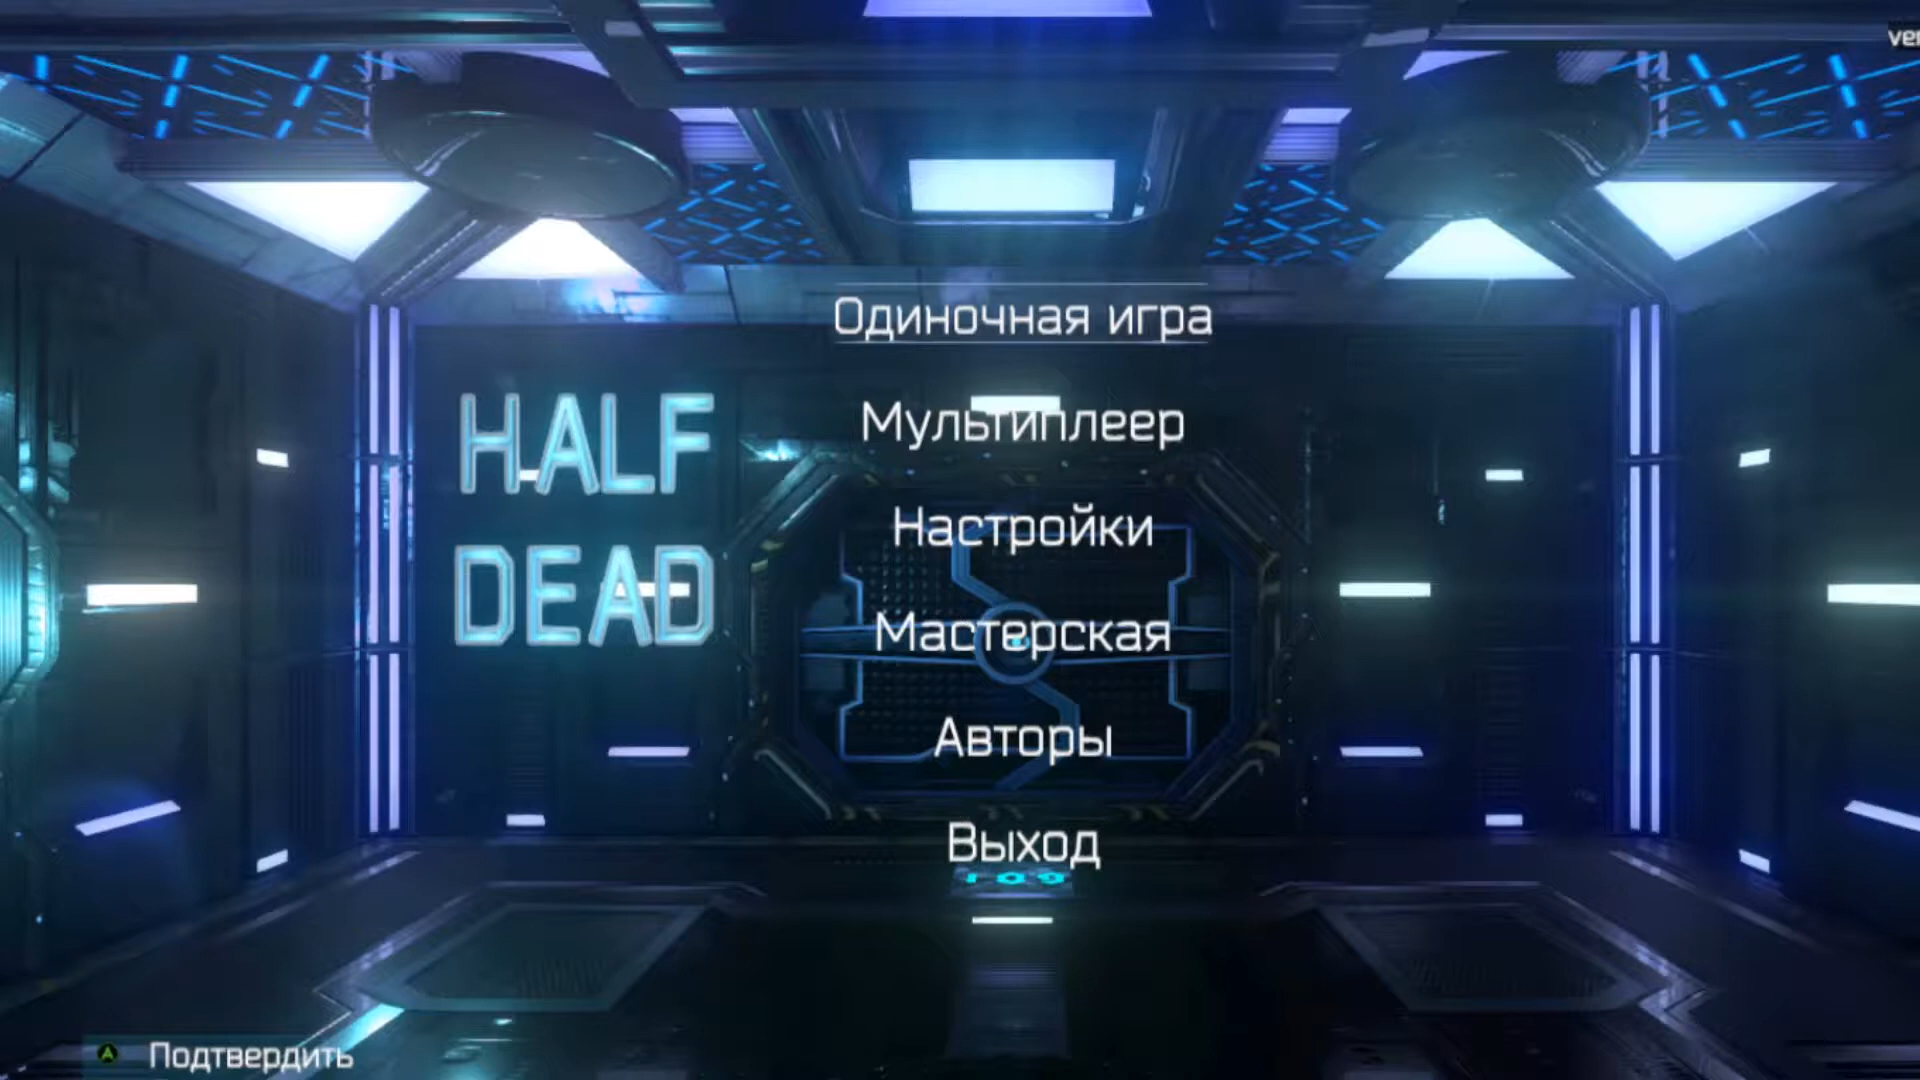 HALF
DEAD
Одиночная игра
Мультиплеер
Настройки
Мастерская
Авторы
Выход
A Подтвердить